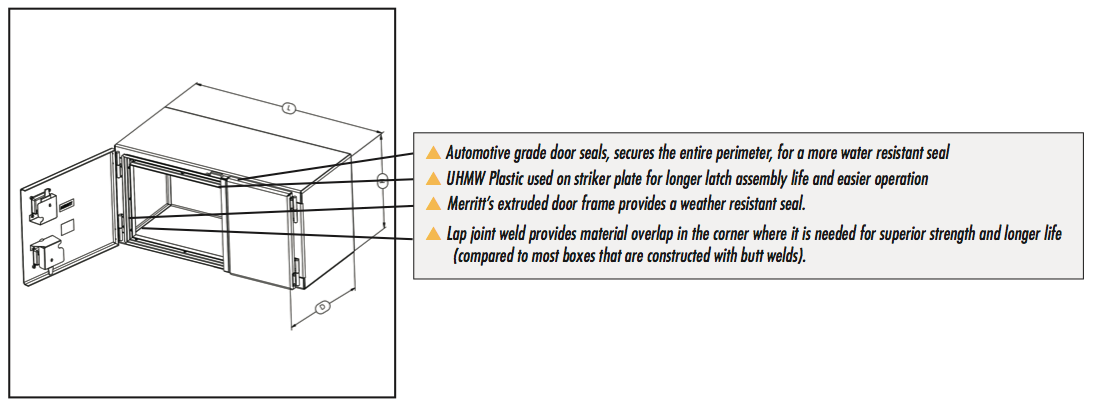 L
D
▲ Automotive grade door seals, secures the entire perimeter, for a more water resistant seal
▲ UHMW Plastic used on striker plate for longer latch assembly life and easier operation
▲ Merritt's extruded door frame provides a weather resistant seal.
▲ Lap joint weld provides material overlap in the corner where it is needed for superior strength and longer life
(compared to most boxes that are constructed with butt welds).